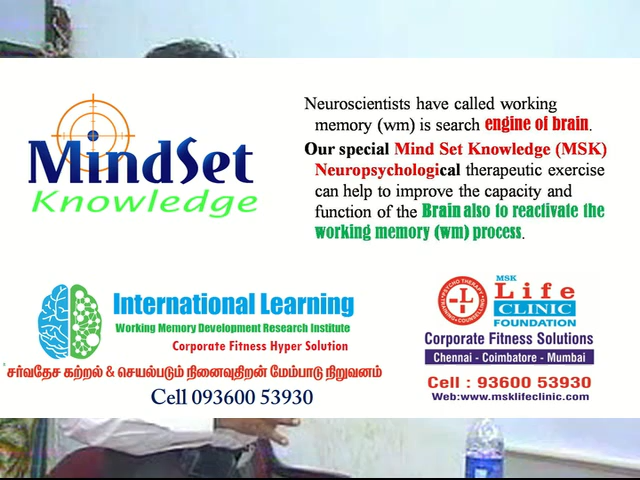 MindSet
Knowledge
Neuroscientists have called working
memory (wm) is search engine of brain.
Our special Mind Set Knowledge (MSK)
Neuropsychological therapeutic exercise
can help to improve the capacity and
function of the Brain also to reactivate the
working memory (wm) process.
International Learning
Working Memory Development Research Institute
Corporate Fitness Hyper Solution
சர்வதேச கற்றல் & செயல்படும் நினைவுதிறன் மேம்பாடு நிறுவனம்
Cell 093600 53930
MSK
Life
CLINIC
FOUNDATION
Corporate Fitness Solutions
Chennai - Coimbatore - Mumbai
Cell : 93600 53930
Web:www.msklifeclinic.com